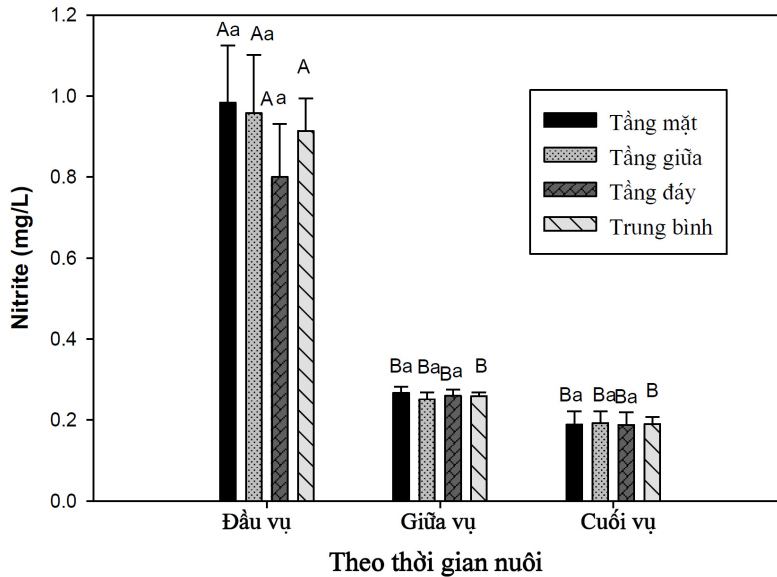 1.2
1.0
0.8
0.6
0.4
0.2
0.0
Nitrite (mg/L)
Aa Aa Aa A
Ba Ba Ba B
Ba Ba Ba B
Tầng mặt
Tầng giữa
Tầng đáy
Trung bình
Đầu vụ Giữa vụ Cuối vụ
Theo thời gian nuôi